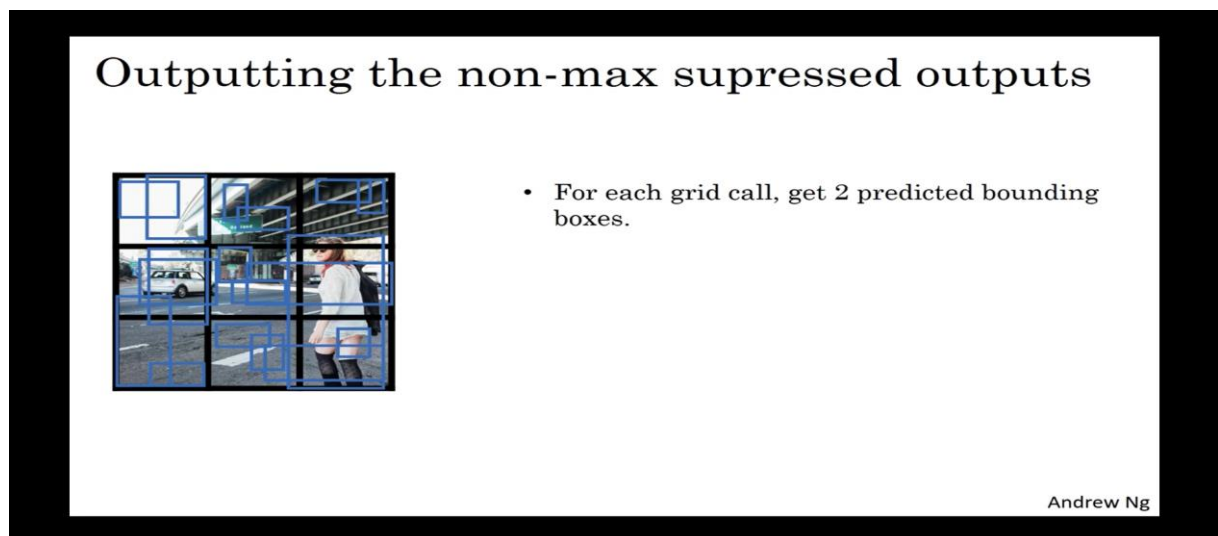 Outputting the non-max supressed outputs
• For each grid call, get 2 predicted bounding
boxes.
Andrew Ng